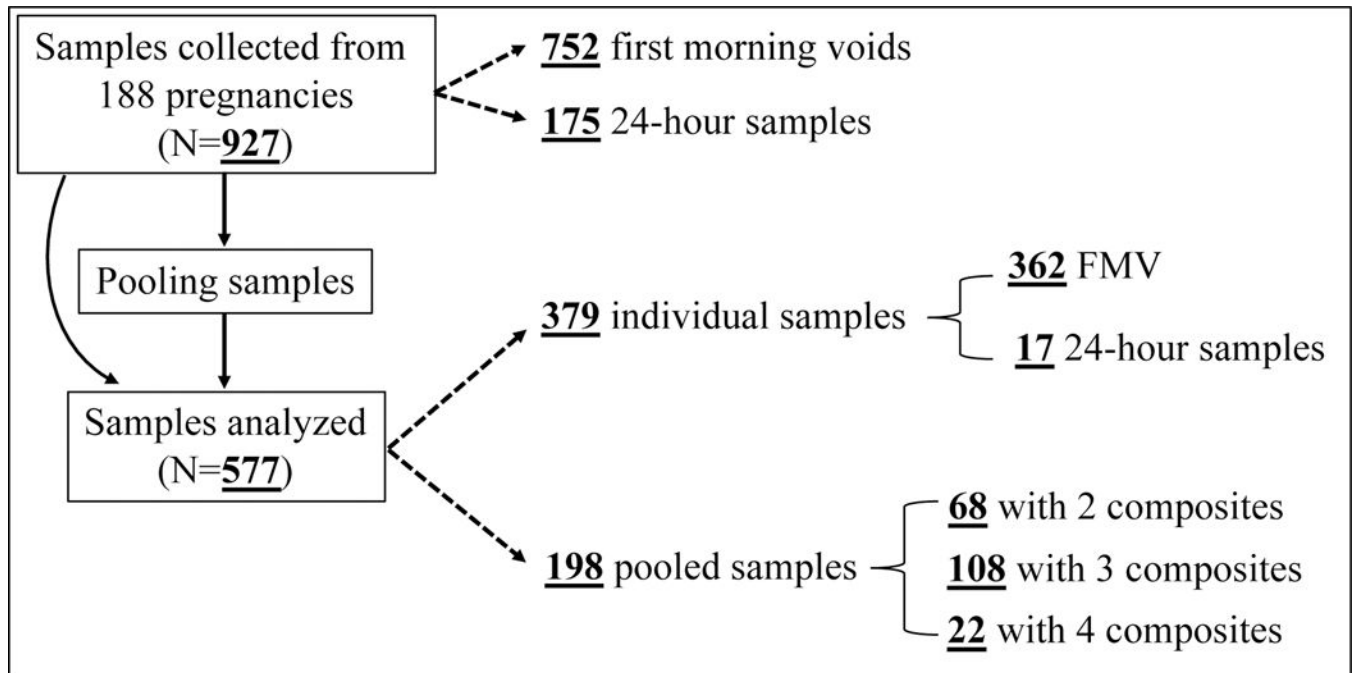 Samples collected from
188 pregnancies
(N=927)
752 first morning voids
175 24-hour samples
Pooling samples
Samples analyzed
(N=577)
379 individual samples
362 FMV
17 24-hour samples
198 pooled samples
68 with 2 composites
108 with 3 composites
22 with 4 composites